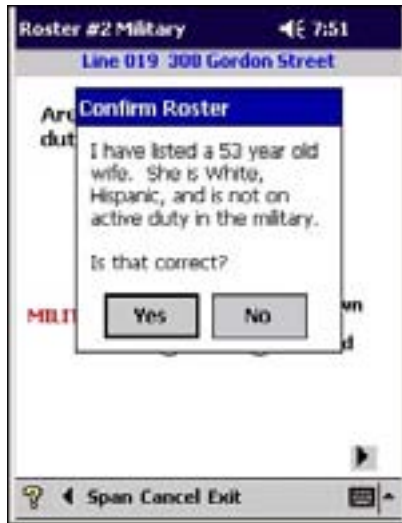 Roster #2 Military 7:51
Line 019 300 Gordon Street
Confirm Roster
I have listed a 53 year old
wife. She is White,
Hispanic, and is not on
active duty in the military.
Is that correct?
Yes No
Span Cancel Exit